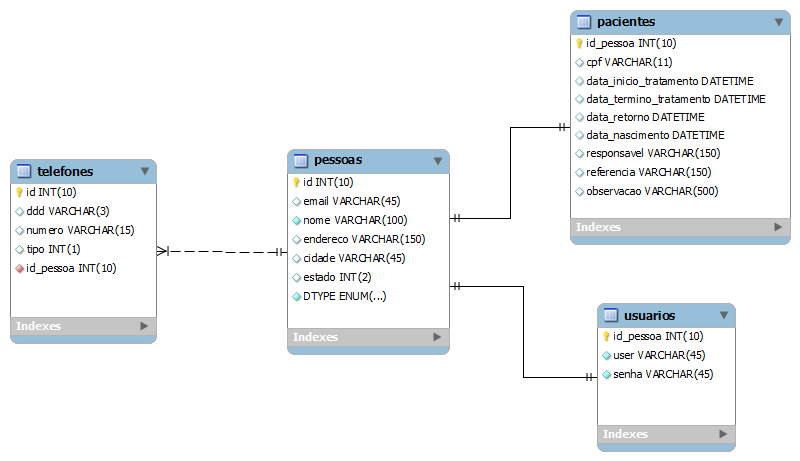 pacientes
id_pessoa INT(10)
cpf VARCHAR(11)
data_inicio_tratamento DATETIME
data_termino_tratamento DATETIME
data_retorno DATETIME
data_nascimento DATETIME
responsavel VARCHAR(150)
referencia VARCHAR(150)
observacao VARCHAR(500)
Indexes
telefones
id INT(10)
ddd VARCHAR(3)
numero VARCHAR(15)
tipo INT(1)
id_pessoa INT(10)
Indexes
pessoas
id INT(10)
email VARCHAR(45)
nome VARCHAR(100)
endereco VARCHAR(150)
cidade VARCHAR(45)
estado INT(2)
DTYPE ENUM(...)
Indexes
usuarios
id_pessoa INT(10)
user VARCHAR(45)
senha VARCHAR(45)
Indexes